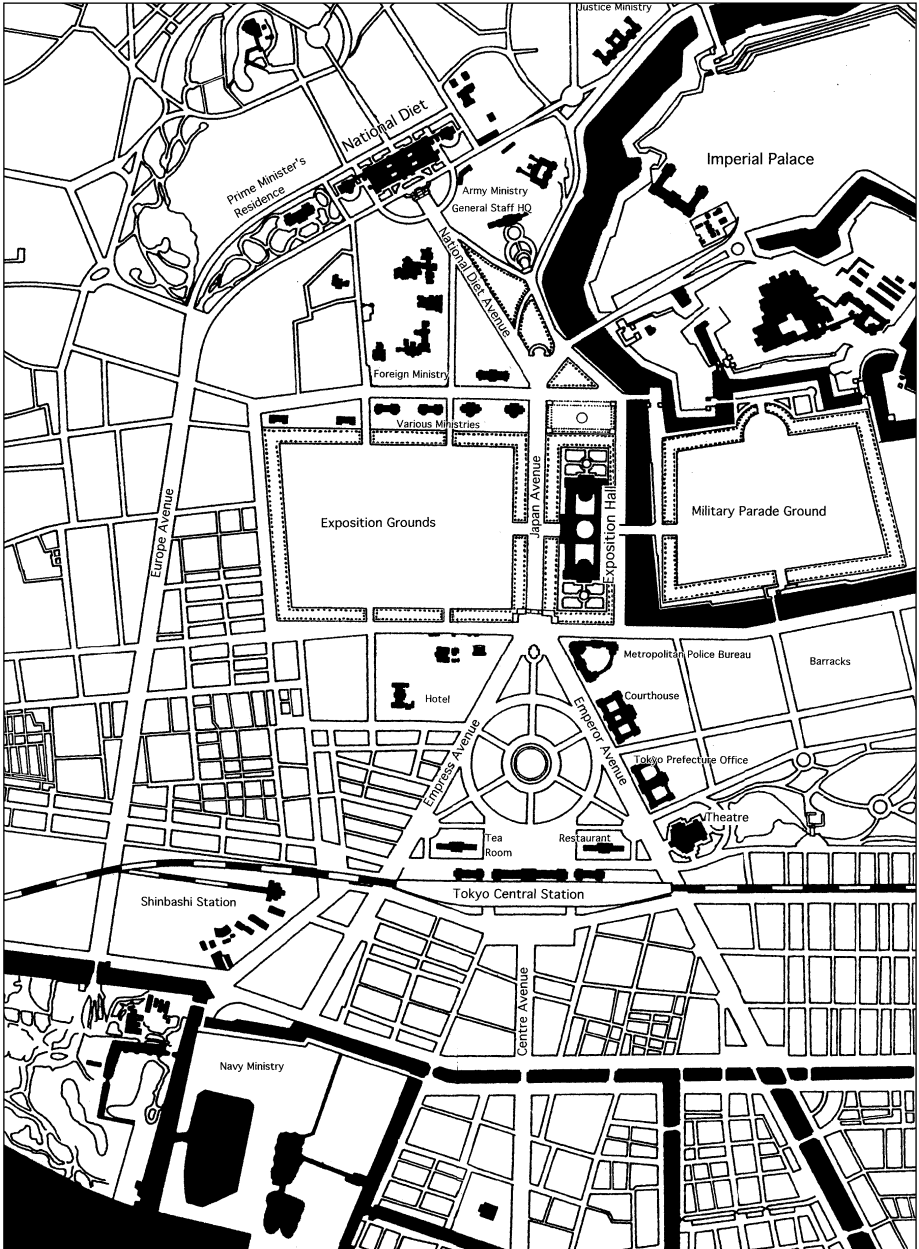 Justice Ministry
National Diet
Imperial Palace
Prime Minister's
Residence
Army Ministry
General Staff HQ
National Diet Avenue
Foreign Ministry
Various Ministries
Europe Avenue
Exposition Grounds
Japan Avenue
Exposition Hall
Military Parade Ground
Metropolitan Police Bureau
Barracks
Hotel
Courthouse
Empress Avenue
Emperor Avenue
Tokyo Prefecture Office
Theatre
Tea
Room
Restaurant
Tokyo Central Station
Shinbashi Station
Centre Avenue
Navy Ministry